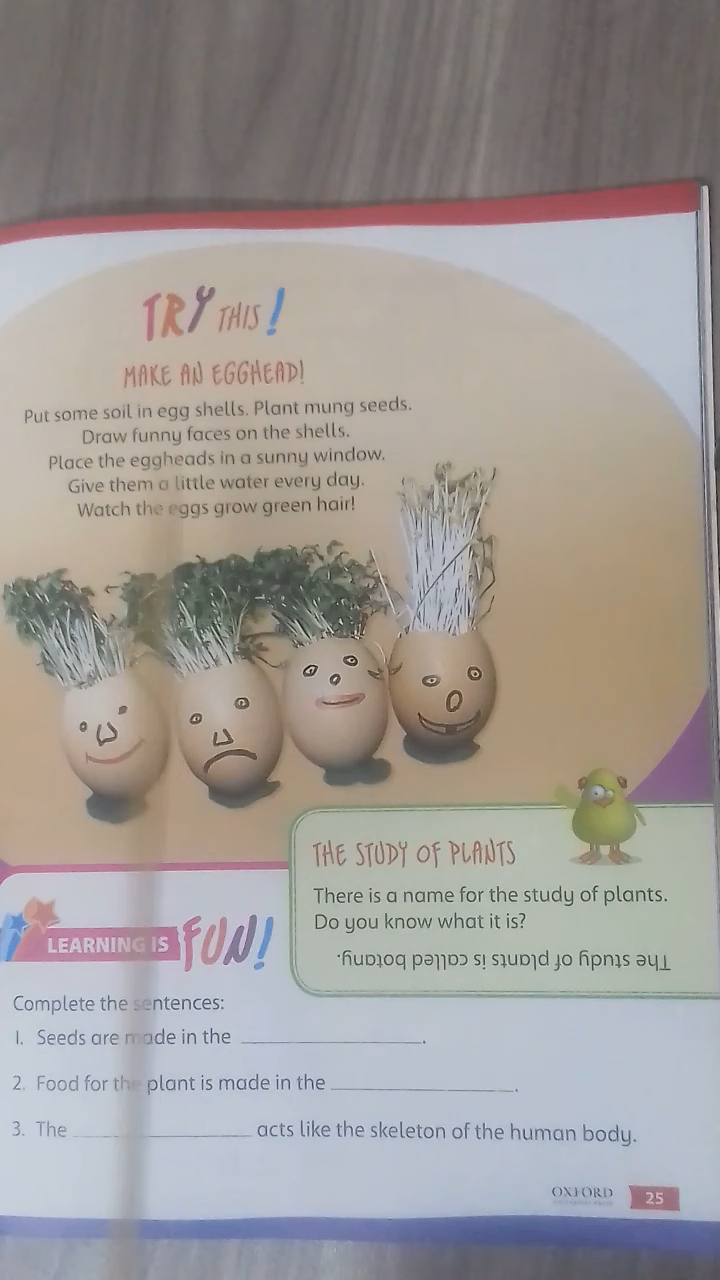 TRY THIS!
MAKE AN EGGHEAD!
Put some soil in egg shells. Plant mung seeds.
Draw funny faces on the shells.
Place the eggheads in a sunny window.
Give them a little water every day.
Watch the eggs grow green hair!
THE STUDY OF PLANTS
There is a name for the study of plants.
Do you know what it is?
The study of plants is called botany.
LEARNING IS FUN!
Complete the sentences:
1. Seeds are made in the ____________________.
2. Food for the plant is made in the ____________________.
3. The ____________________ acts like the skeleton of the human body.
OXFORD
25